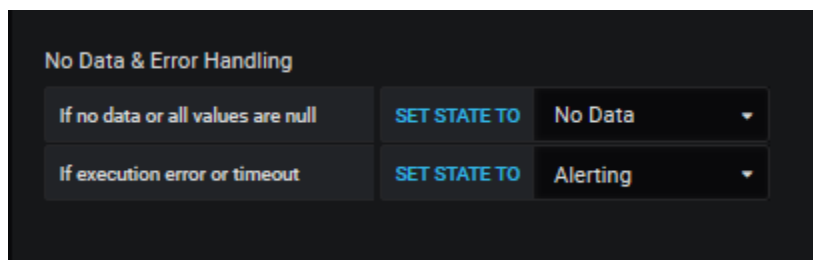 No Data & Error Handling
If no data or all values are null SET STATE TO No Data
If execution error or timeout SET STATE TO Alerting